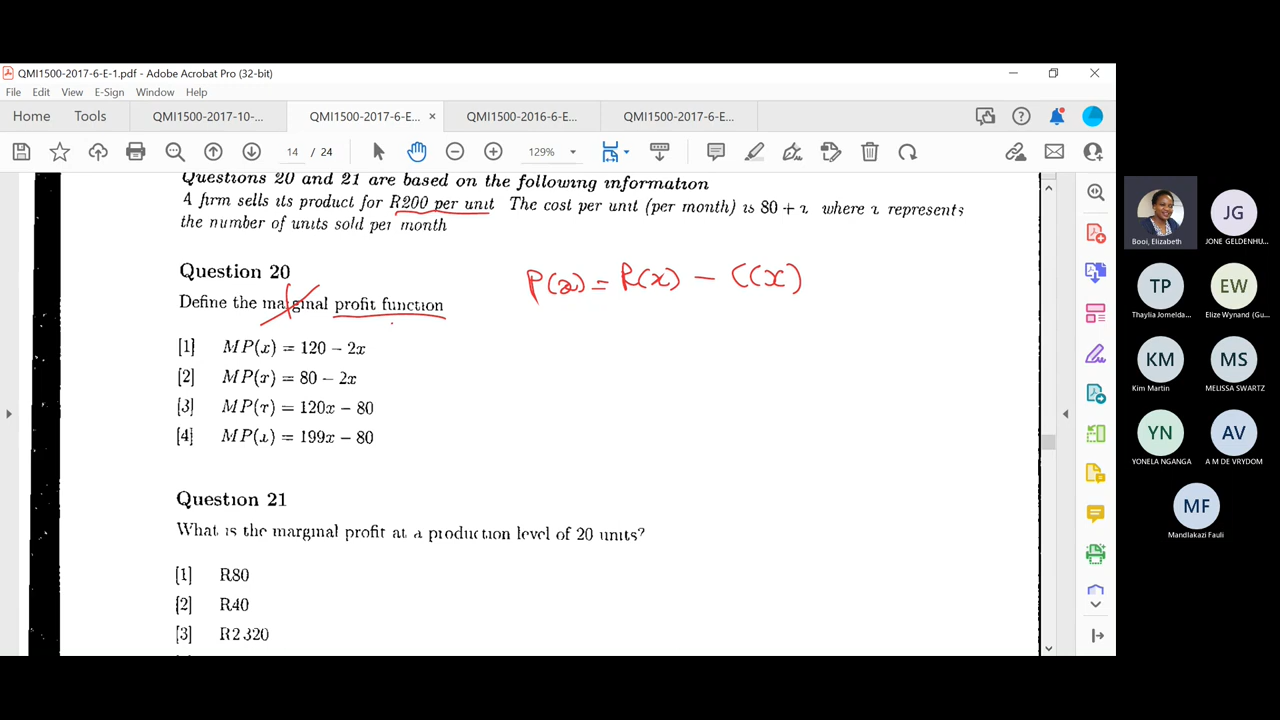 QMI1500-2017-6-E-1.pdf - Adobe Acrobat Pro (32-bit)
File Edit View E-Sign Window Help
Home Tools QMI1500-2017-10-... QMI1500-2017-6-E... × QMI1500-2016-6-E... QMI1500-2017-6-E...
14 / 24 129%
Questions 20 and 21 are based on the following information
A firm sells its product for R200 per unit The cost per unit (per month) is 80 + x where x represents
the number of units sold per month
Question 20
P(x) = R(x) - C(x)
Define the marginal profit function
[1] MP(x) = 120 − 2x
[2] MP(x) = 80 − 2x
[3] MP(x) = 120x − 80
[4] MP(x) = 199x − 80
Question 21
What is the marginal profit at a production level of 20 units?
[1] R80
[2] R40
[3] R2 320
Booi, Elizabeth
JG
JONE GELDENHU...
TP
Thaylia Jomelda...
EW
Elize Wynand (Gu...
KM
Kim Martin
MS
MELISSA SWARTZ
YN
YONELA NGANGA
AV
A M DE VRYDOM
MF
Mandlakazi Fauli